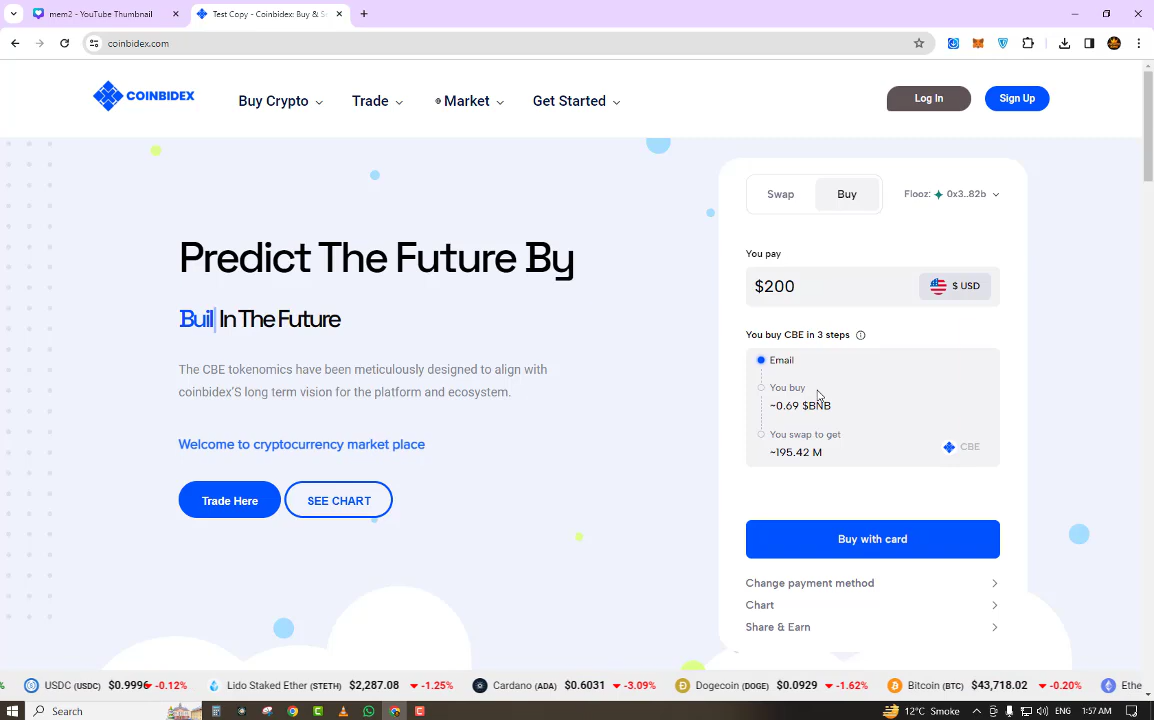 mem2 - YouTube Thumbnail
Test Copy - Coinbidex: Buy & Se
coinbidex.com
COINBIDEX
Buy Crypto
Trade
Market
Get Started
Log In
Sign Up
Predict The Future By
Buil In The Future
The CBE tokenomics have been meticulously designed to align with
coinbidex'S long term vision for the platform and ecosystem.
Welcome to cryptocurrency market place
Trade Here
SEE CHART
Swap
Buy
Flooz: 0x3..82b
You pay
$200
$ USD
You buy CBE in 3 steps
Email
You buy
~0.69 $BNB
You swap to get
~195.42 M
CBE
Buy with card
Change payment method
Chart
Share & Earn
% USDC (USDC) $0.9996 -0.12% Lido Staked Ether (STETH) $2,287.08 -1.25% Cardano (ADA) $0.6031 -3.09% Dogecoin (DOGE) $0.0929 -1.62% Bitcoin (BTC) $43,718.02 -0.20% Ethe
Search
12°C Smoke
ENG
1:57 AM